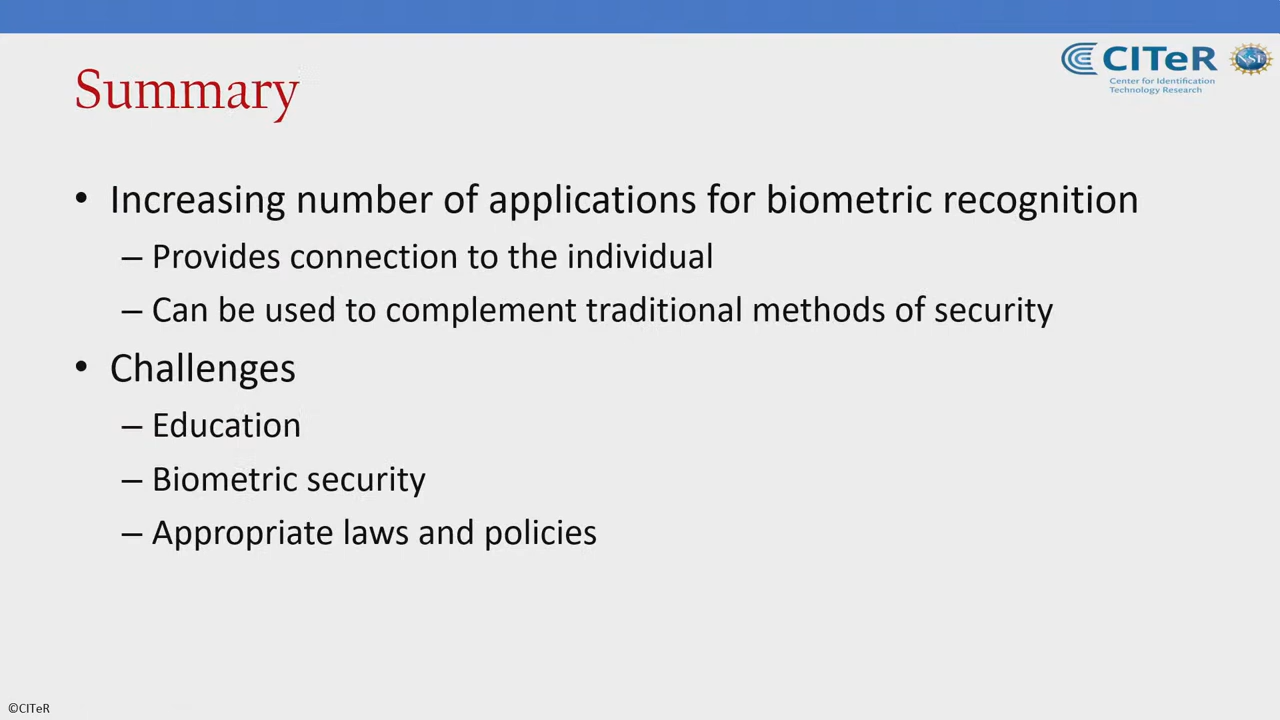 CITeR
Center for Identification
Technology Research
NSF
Summary
• Increasing number of applications for biometric recognition
– Provides connection to the individual
– Can be used to complement traditional methods of security
• Challenges
– Education
– Biometric security
– Appropriate laws and policies
©CITeR